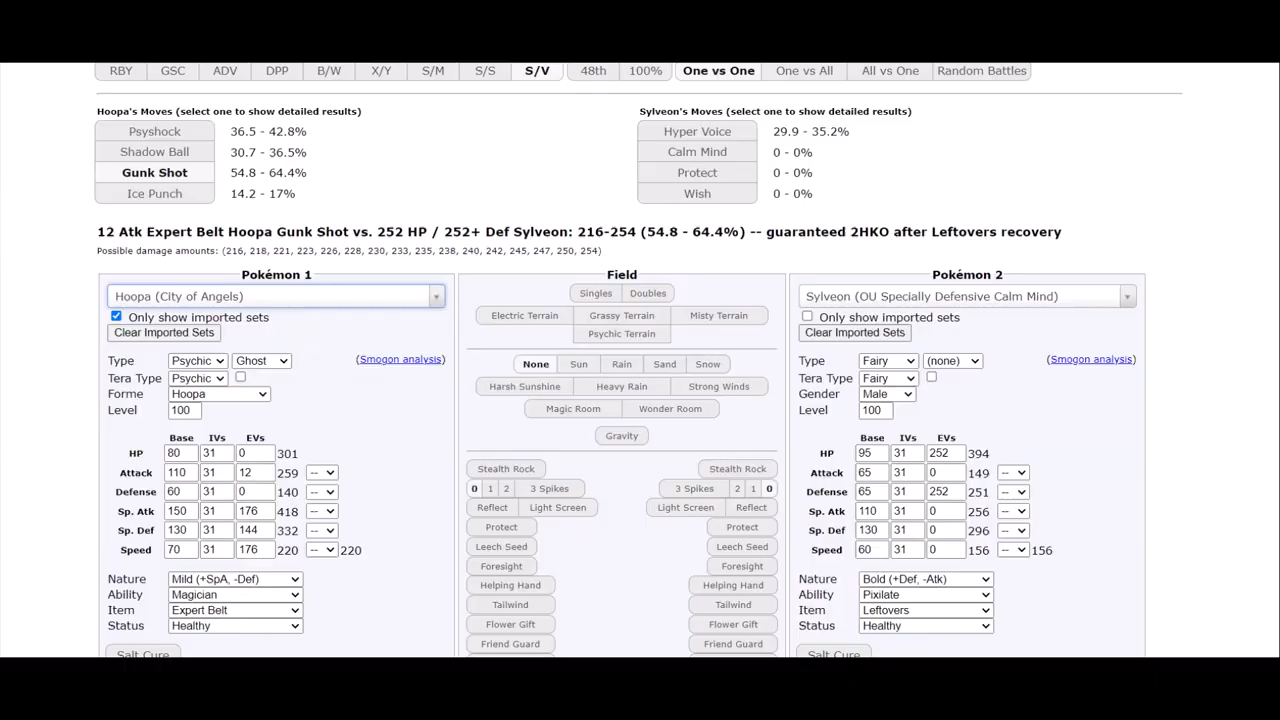 RBY GSC ADV DPP B/W X/Y S/M S/S S/V 48th 100% One vs One One vs All All vs One Random Battles
Hoopa's Moves (select one to show detailed results) Sylveon's Moves (select one to show detailed results)
Psyshock 36.5 - 42.8% Hyper Voice 29.9 - 35.2%
Shadow Ball 30.7 - 36.5% Calm Mind 0 - 0%
Gunk Shot 54.8 - 64.4% Protect 0 - 0%
Ice Punch 14.2 - 17% Wish 0 - 0%
12 Atk Expert Belt Hoopa Gunk Shot vs. 252 HP / 252+ Def Sylveon: 216-254 (54.8 - 64.4%) -- guaranteed 2HKO after Leftovers recovery
Possible damage amounts: (216, 218, 221, 223, 226, 228, 230, 233, 235, 238, 240, 242, 245, 247, 250, 254)
Pokémon 1
Hoopa (City of Angels)
Only show imported sets
Clear Imported Sets
Type Psychic Ghost (Smogon analysis)
Tera Type Psychic
Forme Hoopa
Level 100
Base IVs EVs
HP 80 31 0 301
Attack 110 31 12 259 --
Defense 60 31 0 140 --
Sp. Atk 150 31 176 418 --
Sp. Def 130 31 144 332 --
Speed 70 31 176 220 -- 220
Nature Mild (+SpA, -Def)
Ability Magician
Item Expert Belt
Status Healthy
Salt Cure
Field
Singles Doubles
Electric Terrain Grassy Terrain Misty Terrain
Psychic Terrain
None Sun Rain Sand Snow
Harsh Sunshine Heavy Rain Strong Winds
Magic Room Wonder Room
Gravity
Stealth Rock Stealth Rock
0 1 2 3 Spikes 3 Spikes 2 1 0
Reflect Light Screen Light Screen Reflect
Protect Protect
Leech Seed Leech Seed
Foresight Foresight
Helping Hand Helping Hand
Tailwind Tailwind
Flower Gift Flower Gift
Friend Guard Friend Guard
Pokémon 2
Sylveon (OU Specially Defensive Calm Mind)
Only show imported sets
Clear Imported Sets
Type Fairy (none) (Smogon analysis)
Tera Type Fairy
Gender Male
Level 100
Base IVs EVs
HP 95 31 252 394
Attack 65 31 0 149 --
Defense 65 31 252 251 --
Sp. Atk 110 31 0 256 --
Sp. Def 130 31 0 296 --
Speed 60 31 0 156 -- 156
Nature Bold (+Def, -Atk)
Ability Pixilate
Item Leftovers
Status Healthy
Salt Cure